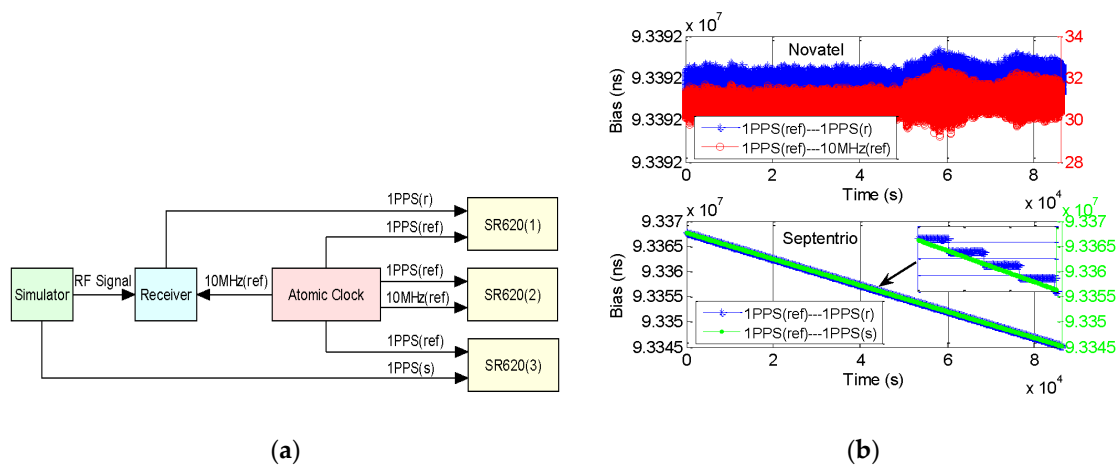 1PPS(r)
1PPS(ref)
SR620(1)
Simulator
RF Signal
Receiver
10MHz(ref)
Atomic Clock
1PPS(ref)
10MHz(ref)
SR620(2)
1PPS(ref)
1PPS(s)
SR620(3)
(a)
9.3392 x 10^7
9.3392
9.3392
9.3392
Bias (ns)
Novatel
34
32
30
28
1PPS(ref)---1PPS(r)
1PPS(ref)---10MHz(ref)
0 2 4 6 8
Time (s)
x 10^4
9.337 x 10^7
9.3365
9.336
9.3355
9.335
9.3345
Bias (ns)
Septentrio
x 10^7
9.337
9.3365
9.336
9.3355
9.335
9.3345
1PPS(ref)---1PPS(r)
1PPS(ref)---1PPS(s)
0 2 4 6 8
Time (s)
x 10^4
(b)